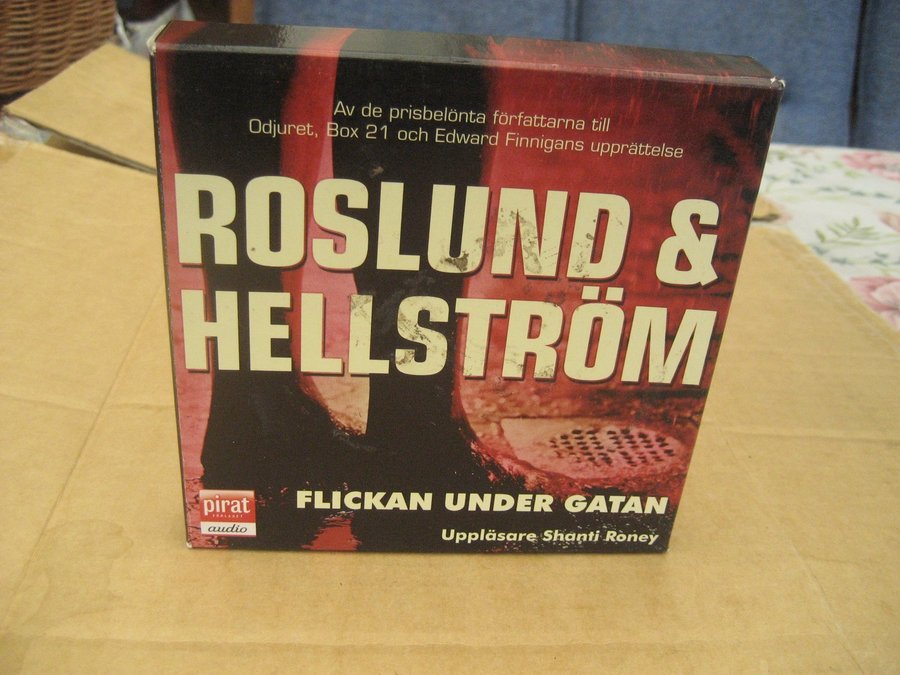 Av de prisbelönta författarna till
Odjuret, Box 21 och Edward Finnigans upprättelse
ROSLUND &
HELLSTRÖM
FLICKAN UNDER GATAN
Uppläsare Shanti Roney
pirat
FÖRLAGET
audio